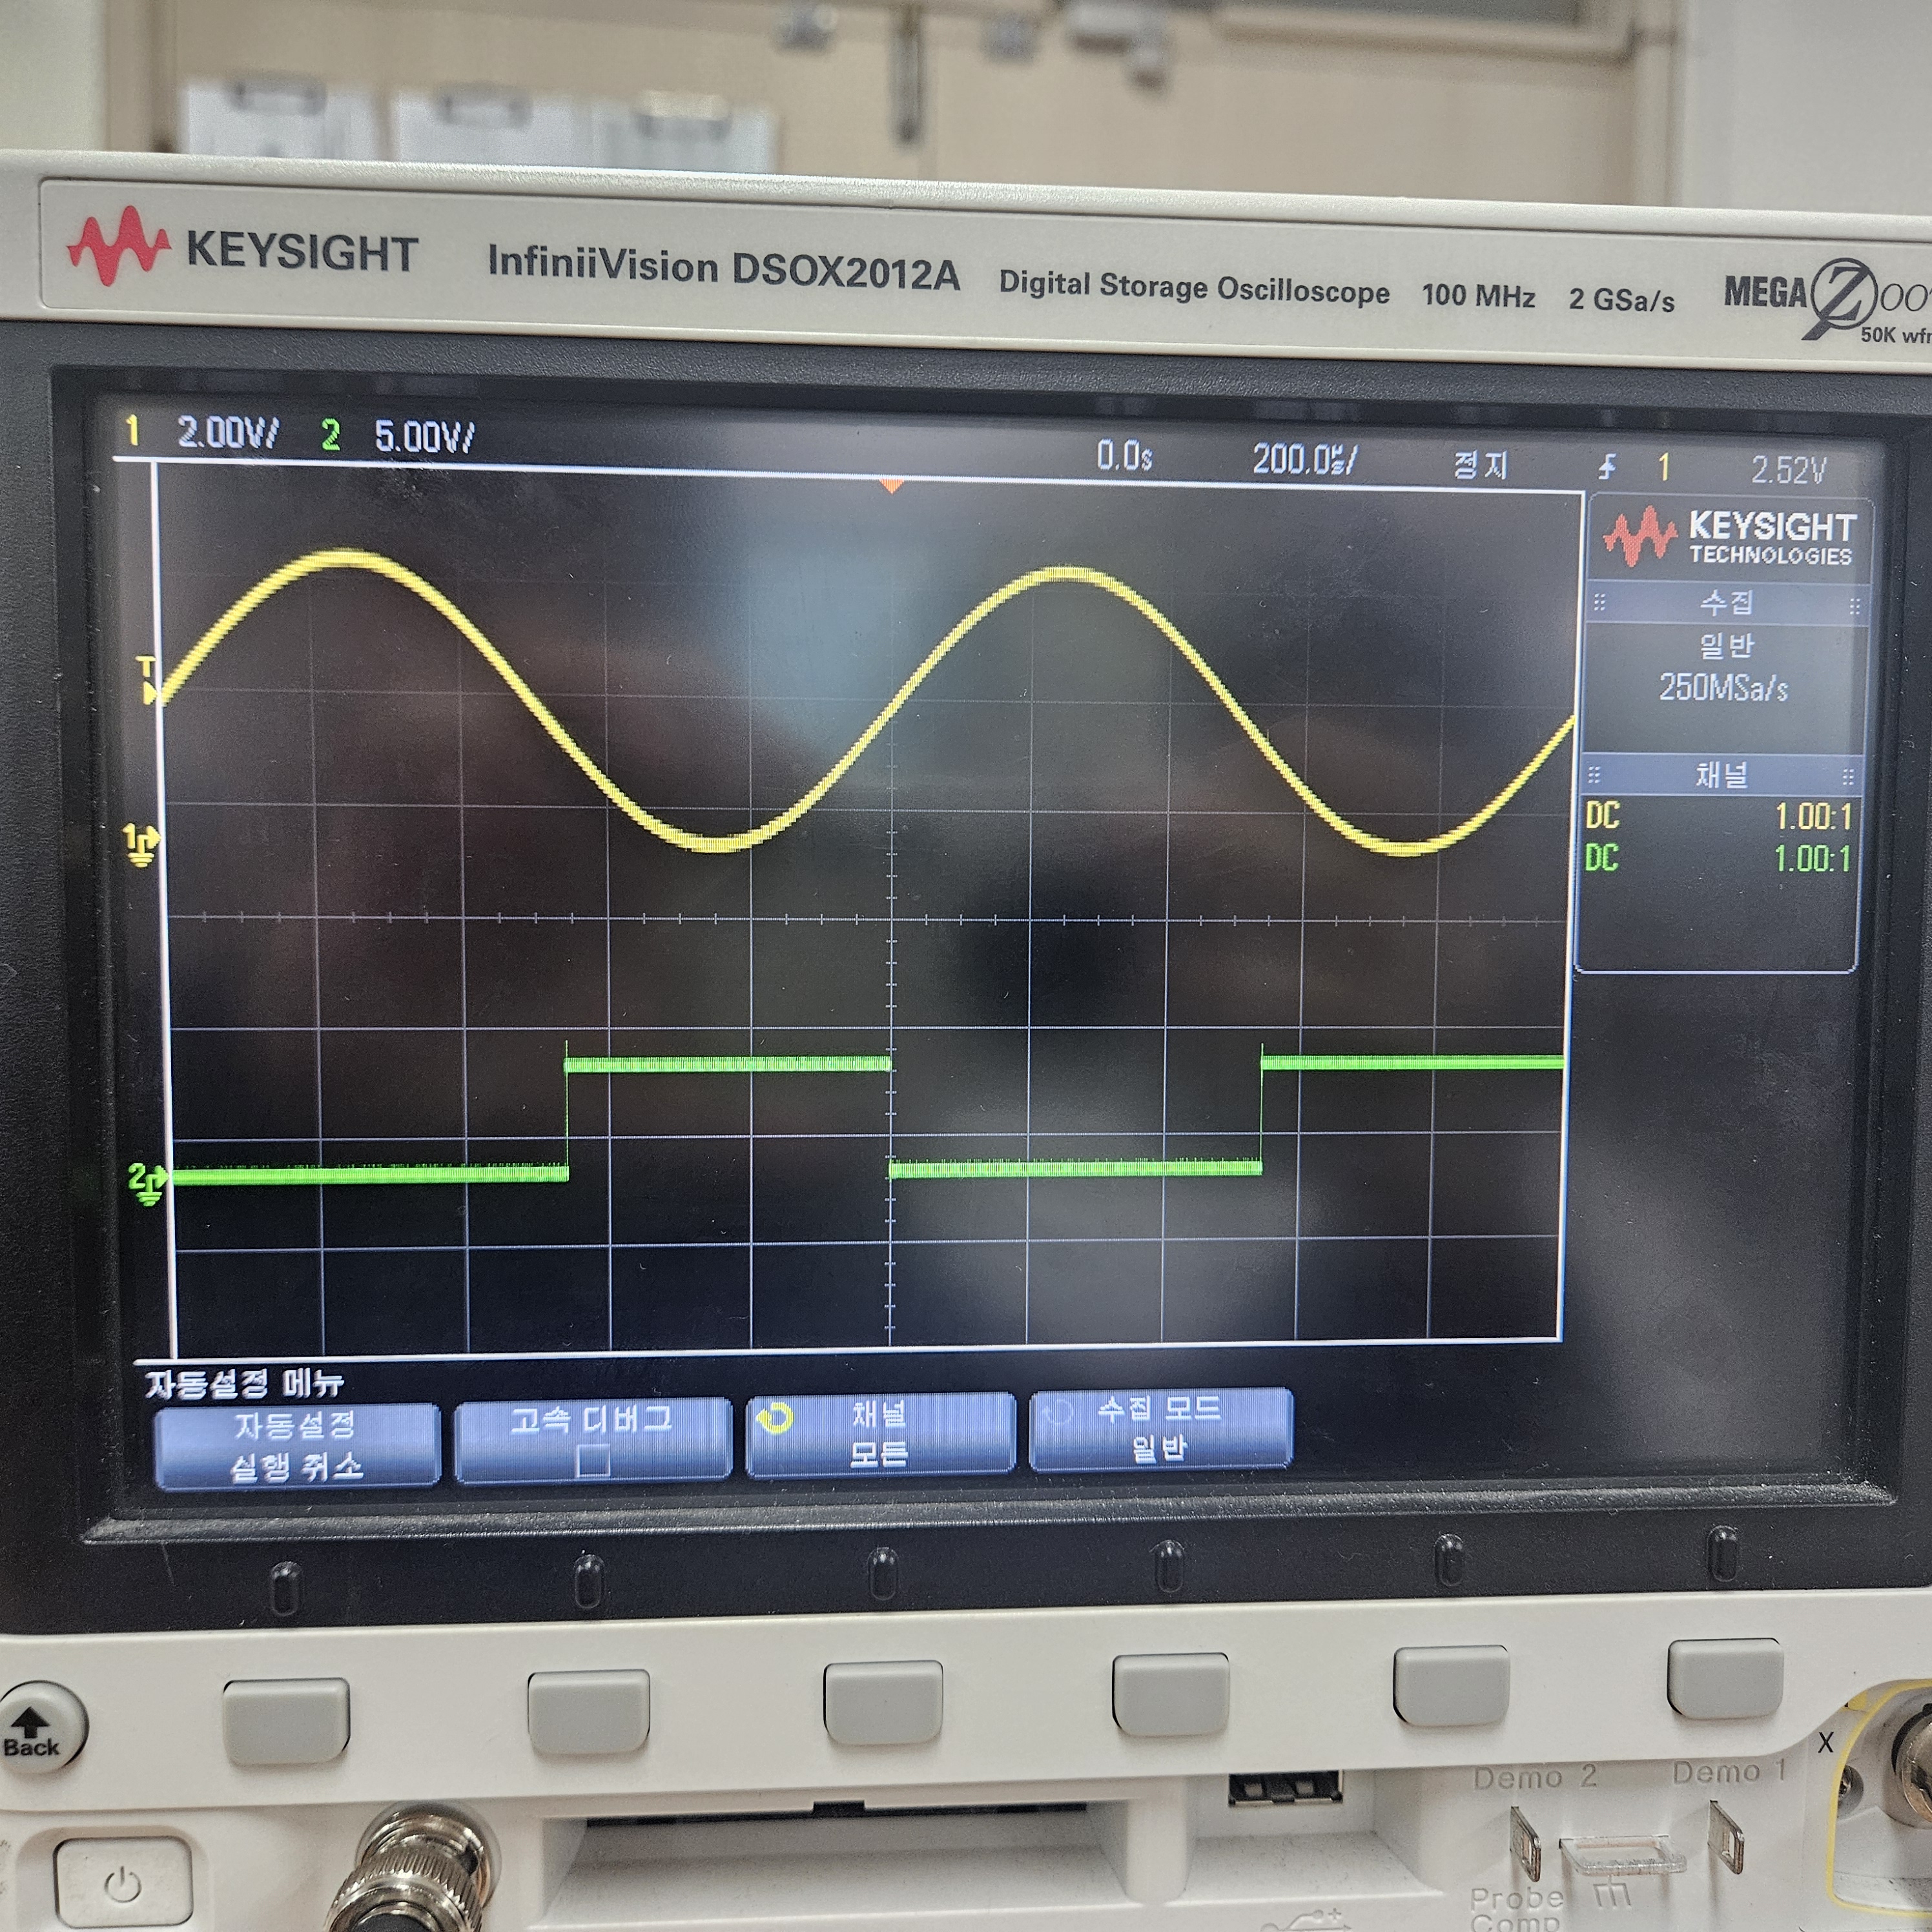 KEYSIGHT InfiniiVision DSOX2012A Digital Storage Oscilloscope 100 MHz 2 GSa/s MEGA Zoo
50K wfr
1 2.00V/ 2 5.00V/ 0.0s 200.0㎲/ 정지 1 2.52V
KEYSIGHT
TECHNOLOGIES
수집
일반
250MSa/s
채널
DC 1.00:1
DC 1.00:1
T
1
2
자동설정 메뉴
자동설정
실행 취소
고속 디버그
채널
모든
수집 모드
일반
Back
X
Demo 2
Demo 1
Probe
Comp